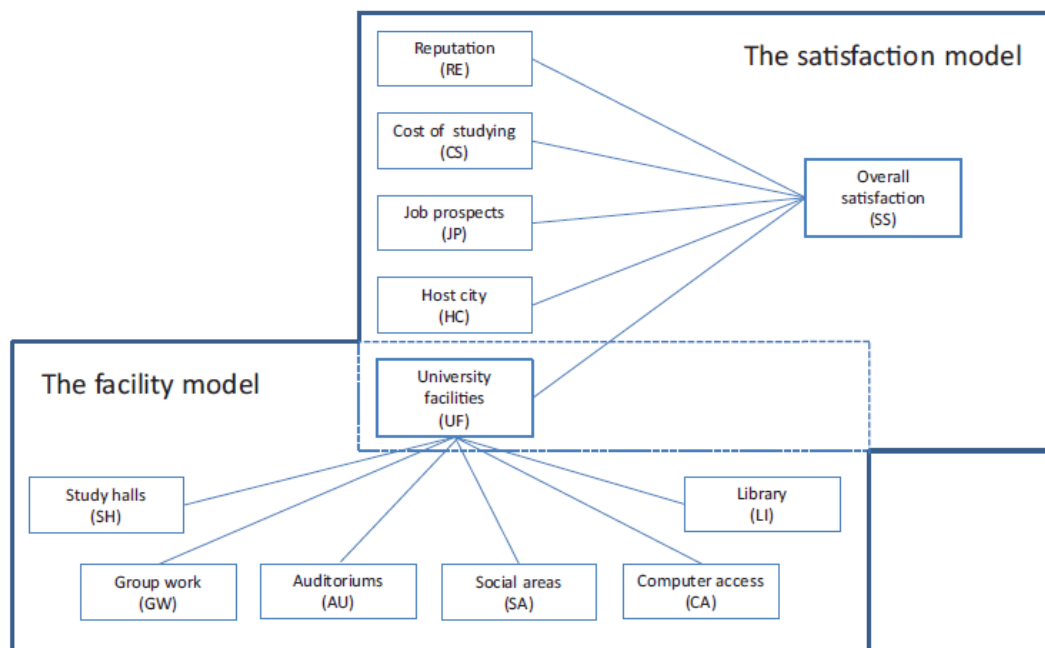 Reputation
(RE)
The satisfaction model
Cost of studying
(CS)
Overall
satisfaction
(SS)
Job prospects
(JP)
Host city
(HC)
The facility model
University
facilities
(UF)
Study halls
(SH)
Library
(LI)
Group work
(GW)
Auditoriums
(AU)
Social areas
(SA)
Computer access
(CA)